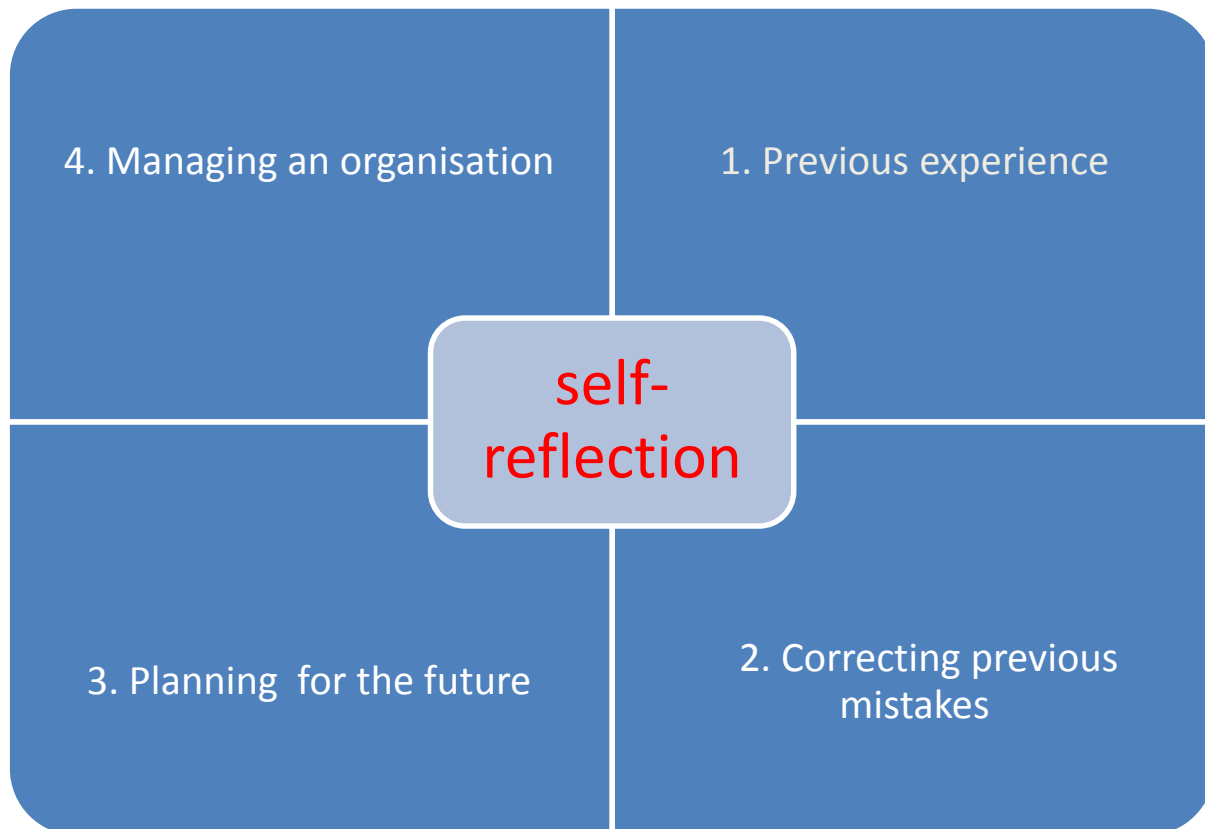 4. Managing an organisation
1. Previous experience
self-
reflection
3. Planning  for the future
2. Correcting previous
mistakes